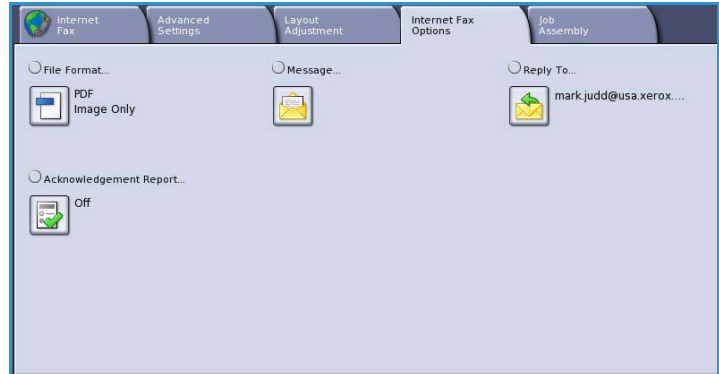 Internet
Fax
Advanced
Settings
Layout
Adjustment
Internet Fax
Options
Job
Assembly
File Format...
Message...
Reply To...
PDF
Image Only
mark.judd@usa.xerox....
Acknowledgement Report...
Off